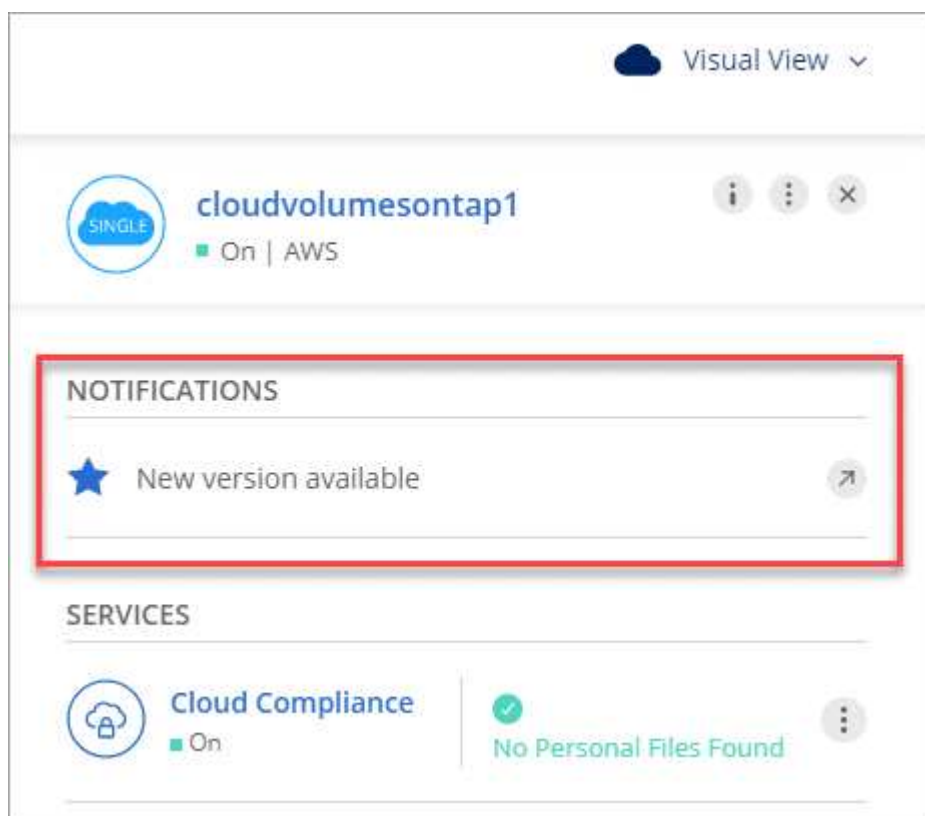 Visual View
SINGLE
cloudvolumesontap1
On | AWS
NOTIFICATIONS
New version available
SERVICES
Cloud Compliance
On
No Personal Files Found